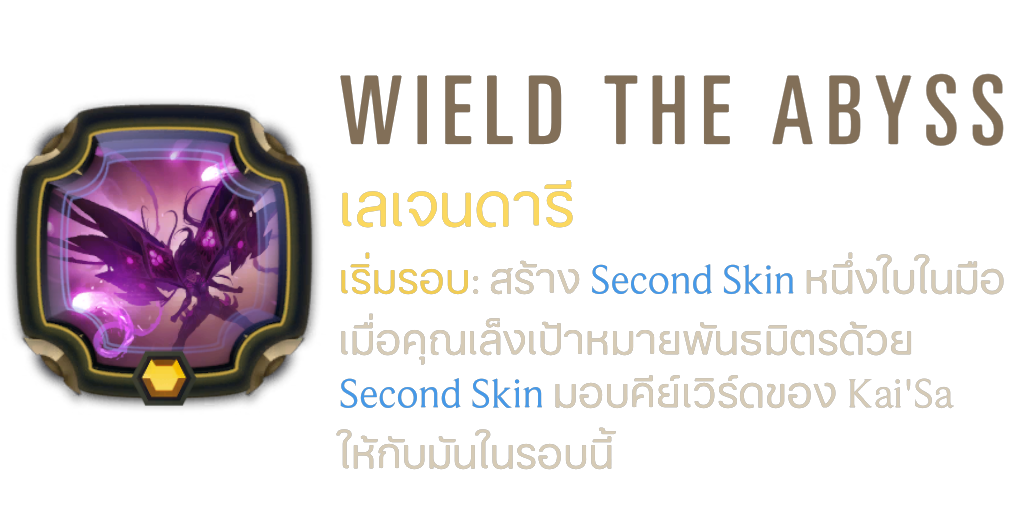 WIELD THE ABYSS
เลเจนดารี
เริ่มรอบ: สร้าง Second Skin หนึ่งใบในมือ
เมื่อคุณเล็งเป้าหมายพันธมิตรด้วย
Second Skin มอบคีย์เวิร์ดของ Kai'Sa
ให้กับมันในรอบนี้